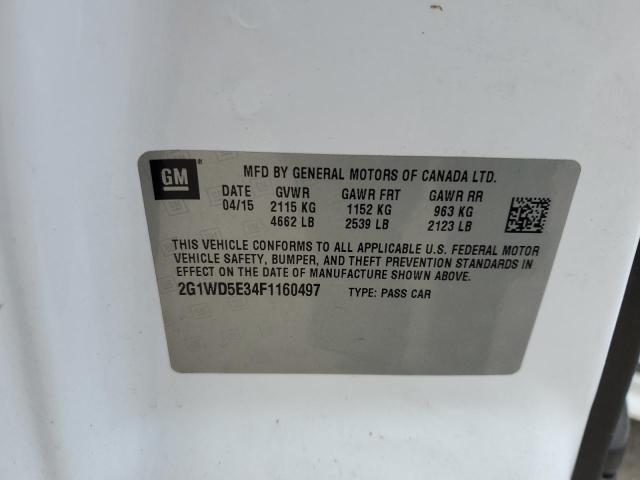 GM
MFD BY GENERAL MOTORS OF CANADA LTD.
DATE GVWR GAWR FRT GAWR RR
04/15 2115 KG 1152 KG 963 KG
4662 LB 2539 LB 2123 LB
THIS VEHICLE CONFORMS TO ALL APPLICABLE U.S. FEDERAL MOTOR
VEHICLE SAFETY, BUMPER, AND THEFT PREVENTION STANDARDS IN
EFFECT ON THE DATE OF MANUFACTURE SHOWN ABOVE.
2G1WD5E34F1160497 TYPE: PASS CAR